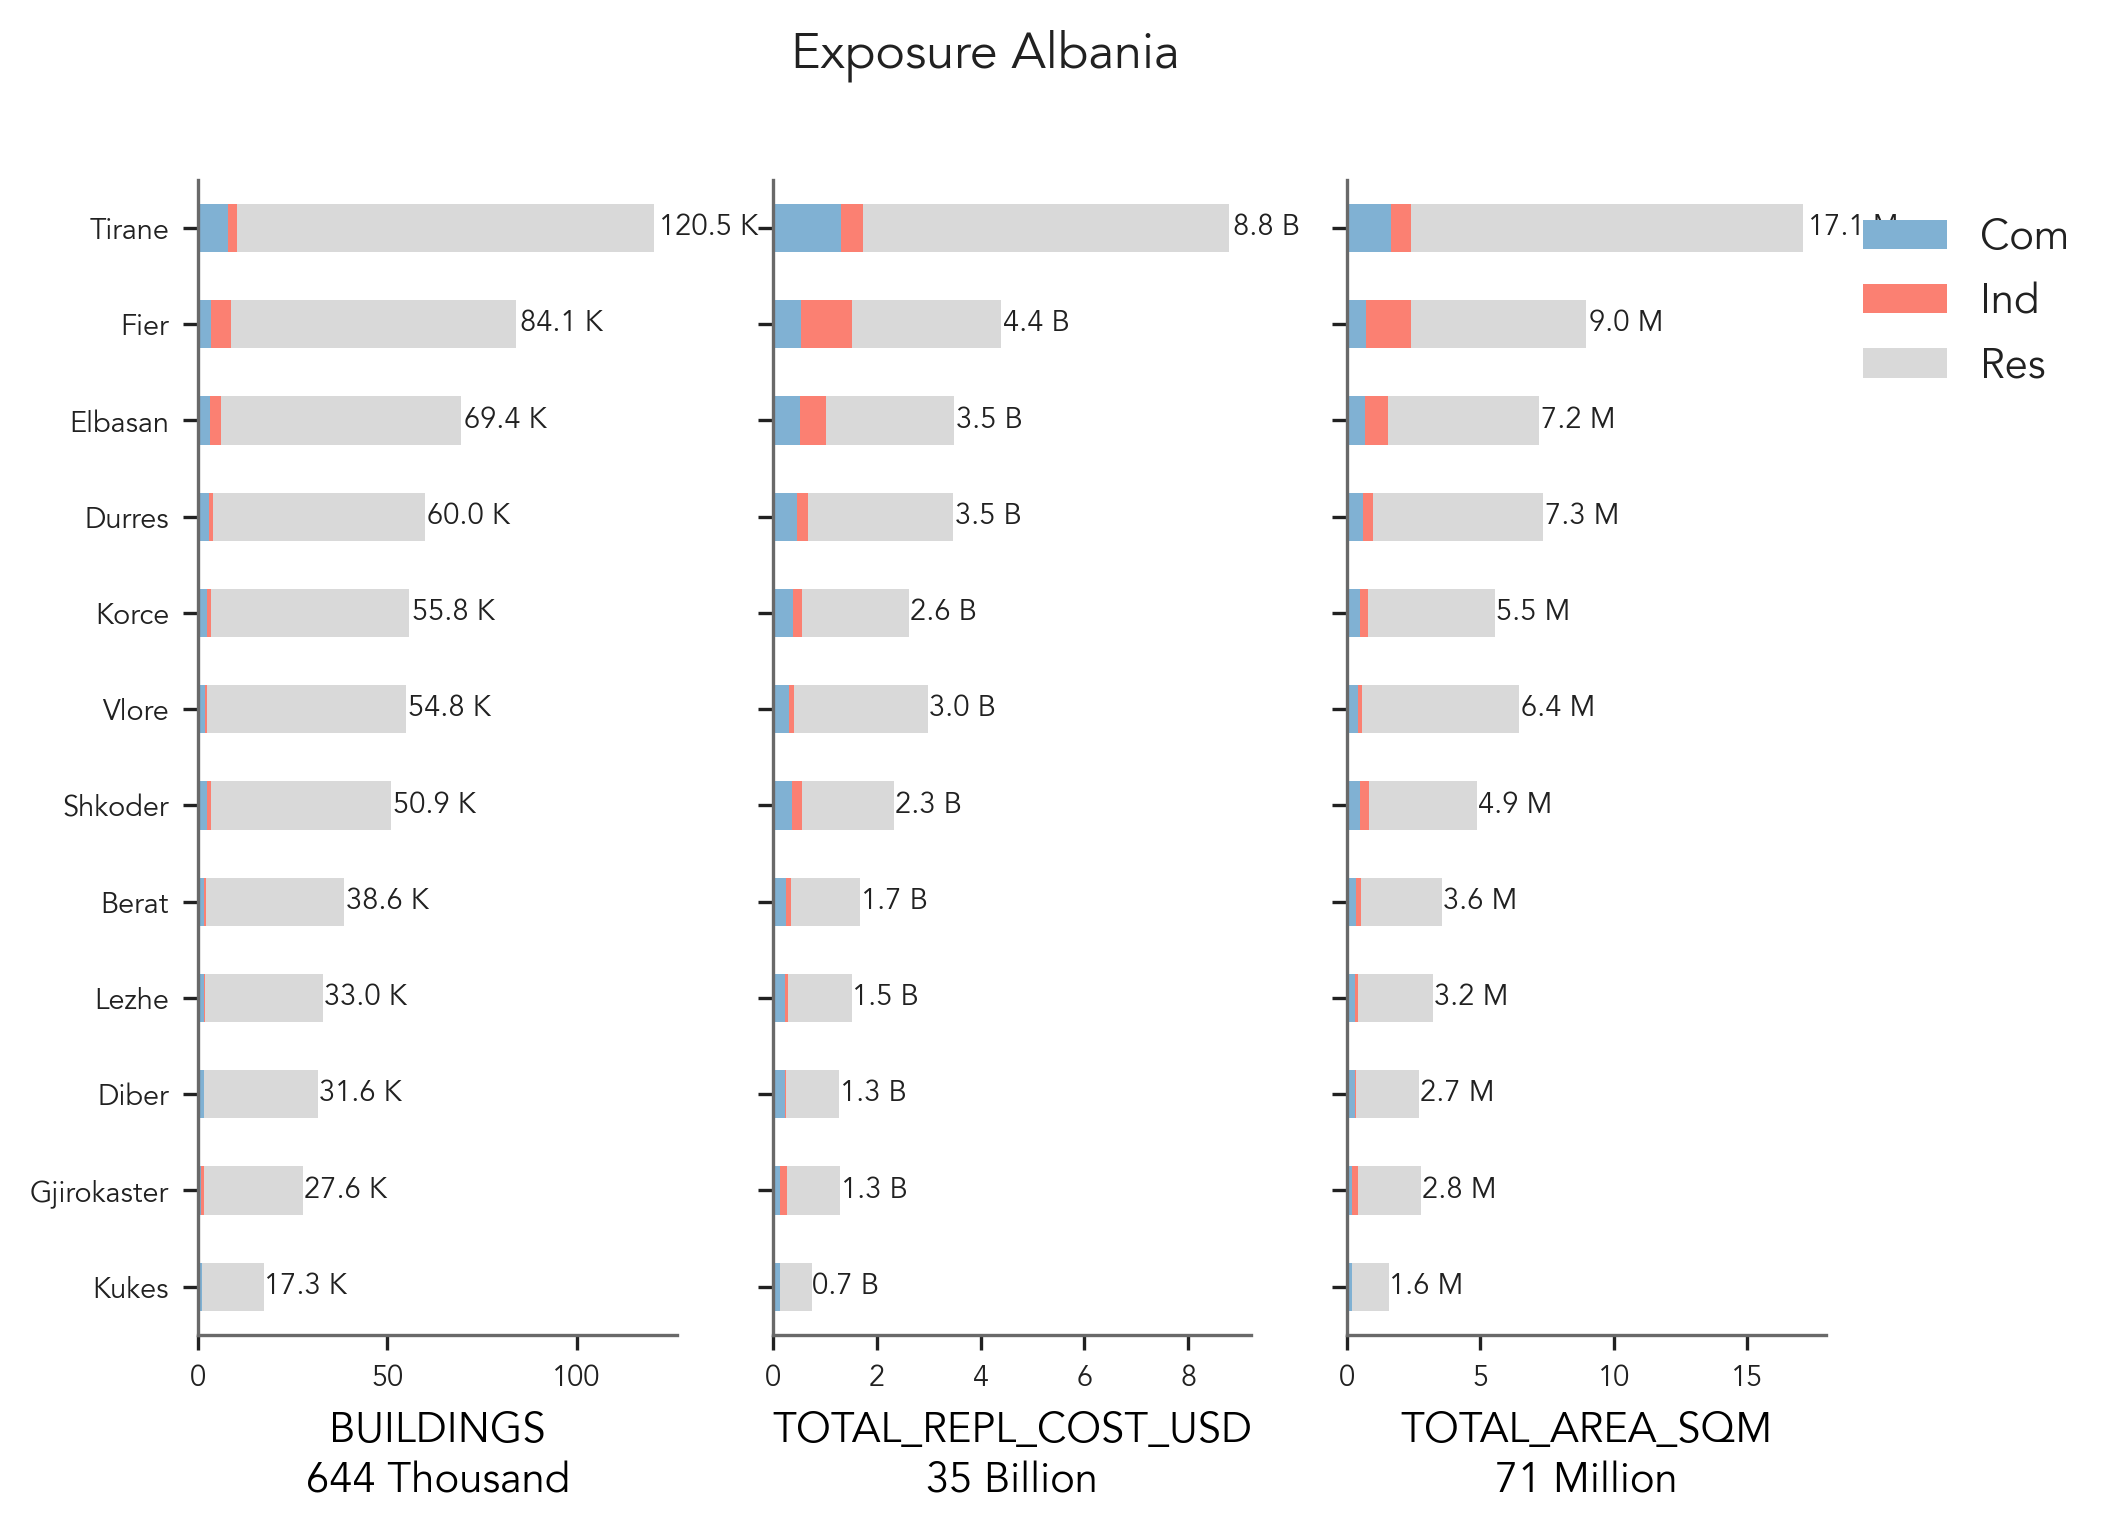 Exposure Albania
Tirane
Fier
Elbasan
Durres
Korce
Vlore
Shkoder
Berat
Lezhe
Diber
Gjirokaster
Kukes
120.5 K
84.1 K
69.4 K
60.0 K
55.8 K
54.8 K
50.9 K
38.6 K
33.0 K
31.6 K
27.6 K
17.3 K
0 50 100
BUILDINGS
644 Thousand
8.8 B
4.4 B
3.5 B
3.5 B
2.6 B
3.0 B
2.3 B
1.7 B
1.5 B
1.3 B
1.3 B
0.7 B
0 2 4 6 8
TOTAL_REPL_COST_USD
35 Billion
17.1 M
9.0 M
7.2 M
7.3 M
5.5 M
6.4 M
4.9 M
3.6 M
3.2 M
2.7 M
2.8 M
1.6 M
0 5 10 15
TOTAL_AREA_SQM
71 Million
Com
Ind
Res